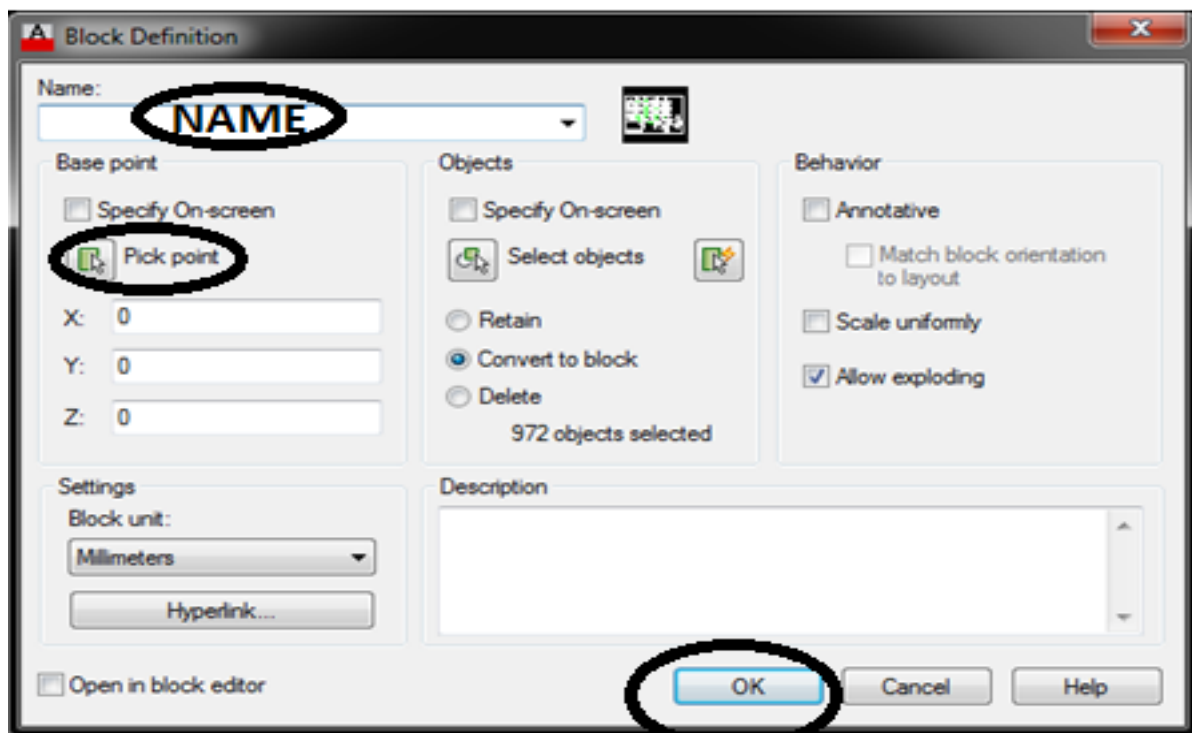 Block Definition
Name:
NAME
Base point
Specify On-screen
Pick point
X: 0
Y: 0
Z: 0
Objects
Specify On-screen
Select objects
Retain
Convert to block
Delete
972 objects selected
Behavior
Annotative
Match block orientation
to layout
Scale uniformly
Allow exploding
Settings
Block unit:
Millimeters
Hyperlink...
Description
Open in block editor
OK Cancel Help